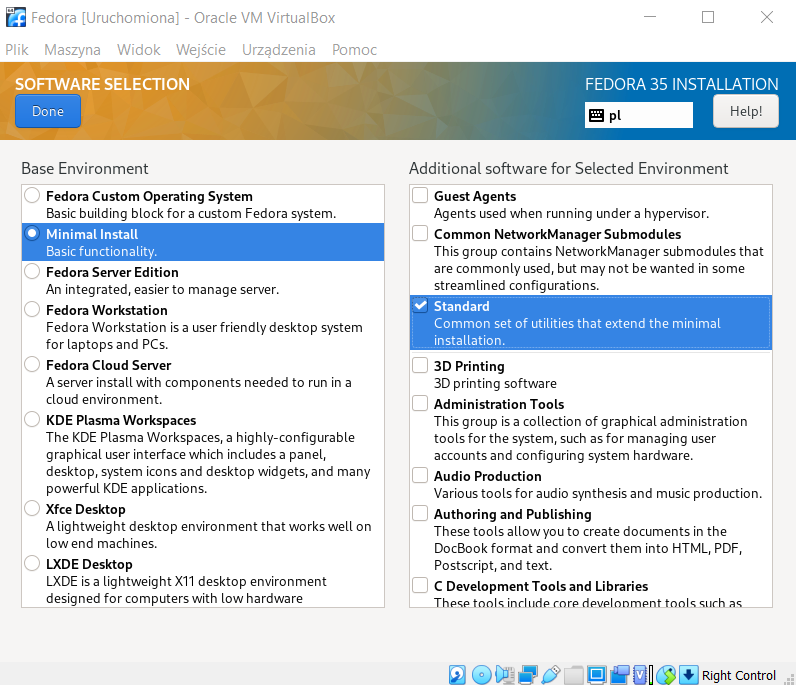 Fedora [Uruchomiona] - Oracle VM VirtualBox
Plik Maszyna Widok Wejście Urządzenia Pomoc
SOFTWARE SELECTION
Done
FEDORA 35 INSTALLATION
pl
Help!
Base Environment
Fedora Custom Operating System
Basic building block for a custom Fedora system.
Minimal Install
Basic functionality.
Fedora Server Edition
An integrated, easier to manage server.
Fedora Workstation
Fedora Workstation is a user friendly desktop system
for laptops and PCs.
Fedora Cloud Server
A server install with components needed to run in a
cloud environment.
KDE Plasma Workspaces
The KDE Plasma Workspaces, a highly-configurable
graphical user interface which includes a panel,
desktop, system icons and desktop widgets, and many
powerful KDE applications.
Xfce Desktop
A lightweight desktop environment that works well on
low end machines.
LXDE Desktop
LXDE is a lightweight X11 desktop environment
designed for computers with low hardware
Additional software for Selected Environment
Guest Agents
Agents used when running under a hypervisor.
Common NetworkManager Submodules
This group contains NetworkManager submodules that
are commonly used, but may not be wanted in some
streamlined configurations.
Standard
Common set of utilities that extend the minimal
installation.
3D Printing
3D printing software
Administration Tools
This group is a collection of graphical administration
tools for the system, such as for managing user
accounts and configuring system hardware.
Audio Production
Various tools for audio synthesis and music production.
Authoring and Publishing
These tools allow you to create documents in the
DocBook format and convert them into HTML, PDF,
Postscript, and text.
C Development Tools and Libraries
These tools include core development tools such as
Right Control